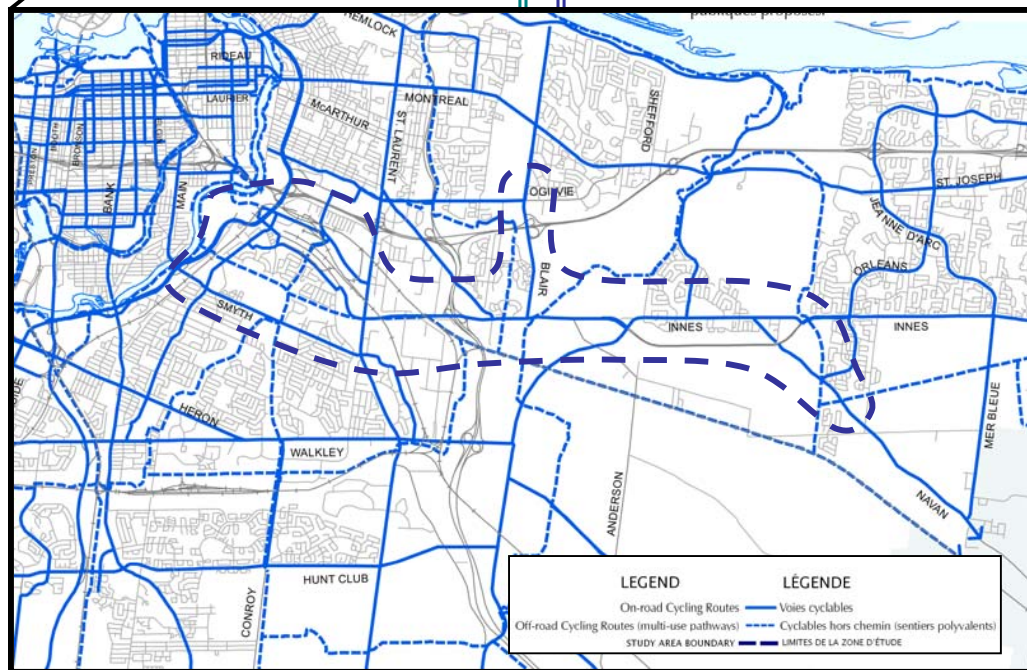 publiques proposés.
HEMLOCK
RIDEAU
LAURIER
McARTHUR
MONTREAL
ST. LAURENT
SHEFFORD
PRESTON
BOOTH
BRONSON
BANK
MAIN
OGILVIE
ST. JOSEPH
JEANNE D'ARC
ORLEANS
BLAIR
SMYTH
INNES
INNES
MER BLEUE
HERON
WALKLEY
ANDERSON
NAVAN
HUNT CLUB
CONROY
LEGEND LÉGENDE
On-road Cycling Routes Voies cyclables
Off-road Cycling Routes (multi-use pathways) Cyclables hors chemin (sentiers polyvalents)
STUDY AREA BOUNDARY LIMITES DE LA ZONE D'ÉTUDE